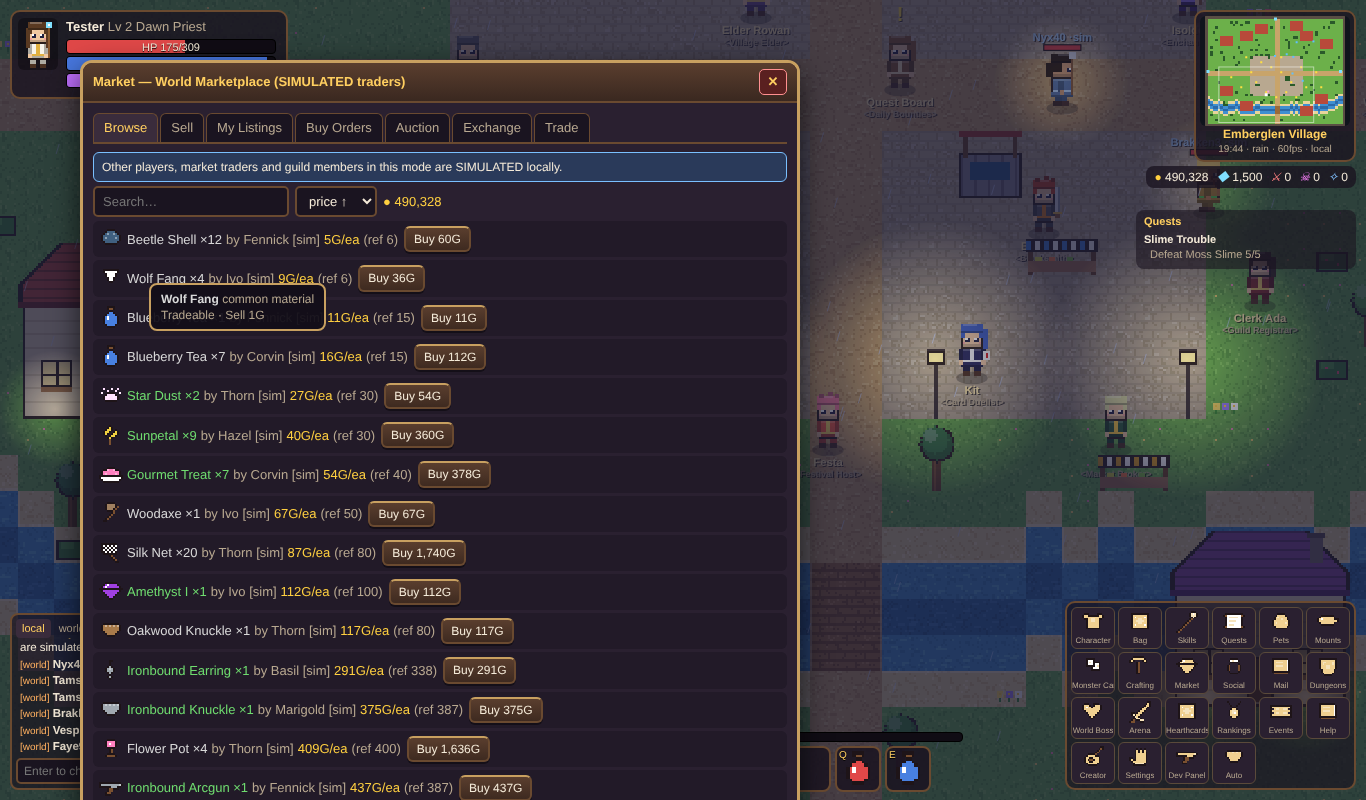 Tester Lv 2 Dawn Priest
HP 175/309
Market — World Marketplace (SIMULATED traders)
✕
Browse
Sell
My Listings
Buy Orders
Auction
Exchange
Trade
Other players, market traders and guild members in this mode are SIMULATED locally.
Search…
price ↑
490,328
Beetle Shell ×12 by Fennick [sim] 5G/ea (ref 6) Buy 60G
Wolf Fang ×4 by Ivo [sim] 9G/ea (ref 6) Buy 36G
Wolf Fang common material
Tradeable · Sell 1G
11G/ea (ref 15) Buy 11G
Blueberry Tea ×7 by Corvin [sim] 16G/ea (ref 15) Buy 112G
Star Dust ×2 by Thorn [sim] 27G/ea (ref 30) Buy 54G
Sunpetal ×9 by Hazel [sim] 40G/ea (ref 30) Buy 360G
Gourmet Treat ×7 by Corvin [sim] 54G/ea (ref 40) Buy 378G
Woodaxe ×1 by Ivo [sim] 67G/ea (ref 50) Buy 67G
Silk Net ×20 by Thorn [sim] 87G/ea (ref 80) Buy 1,740G
Amethyst I ×1 by Ivo [sim] 112G/ea (ref 100) Buy 112G
Oakwood Knuckle ×1 by Thorn [sim] 117G/ea (ref 80) Buy 117G
Ironbound Earring ×1 by Basil [sim] 291G/ea (ref 338) Buy 291G
Ironbound Knuckle ×1 by Marigold [sim] 375G/ea (ref 387) Buy 375G
Flower Pot ×4 by Thorn [sim] 409G/ea (ref 400) Buy 1,636G
Ironbound Arcgun ×1 by Fennick [sim] 437G/ea (ref 387) Buy 437G
Elder Rowan
<Village Elder>
!
Quest Board
<Daily Bounties>
Nyx40·sim
Kit
<Card Duelist>
Festa
Clerk Ada
<Guild Registrar>
Emberglen Village
19:44 · rain · 60fps · local
490,328 1,500 0 0 0
Quests
Slime Trouble
Defeat Moss Slime 5/5
local
are simulate
[world] Nyx4
[world] Tams
[world] Tams
[world] Brak
[world] Vesp
[world] Faye
Enter to ch
Q
E
Character
Bag
Skills
Quests
Pets
Mounts
Monster Ca
Crafting
Market
Social
Mail
Dungeons
World Boss
Arena
Hearthcards
Rankings
Events
Help
Creator
Settings
Dev Panel
Auto